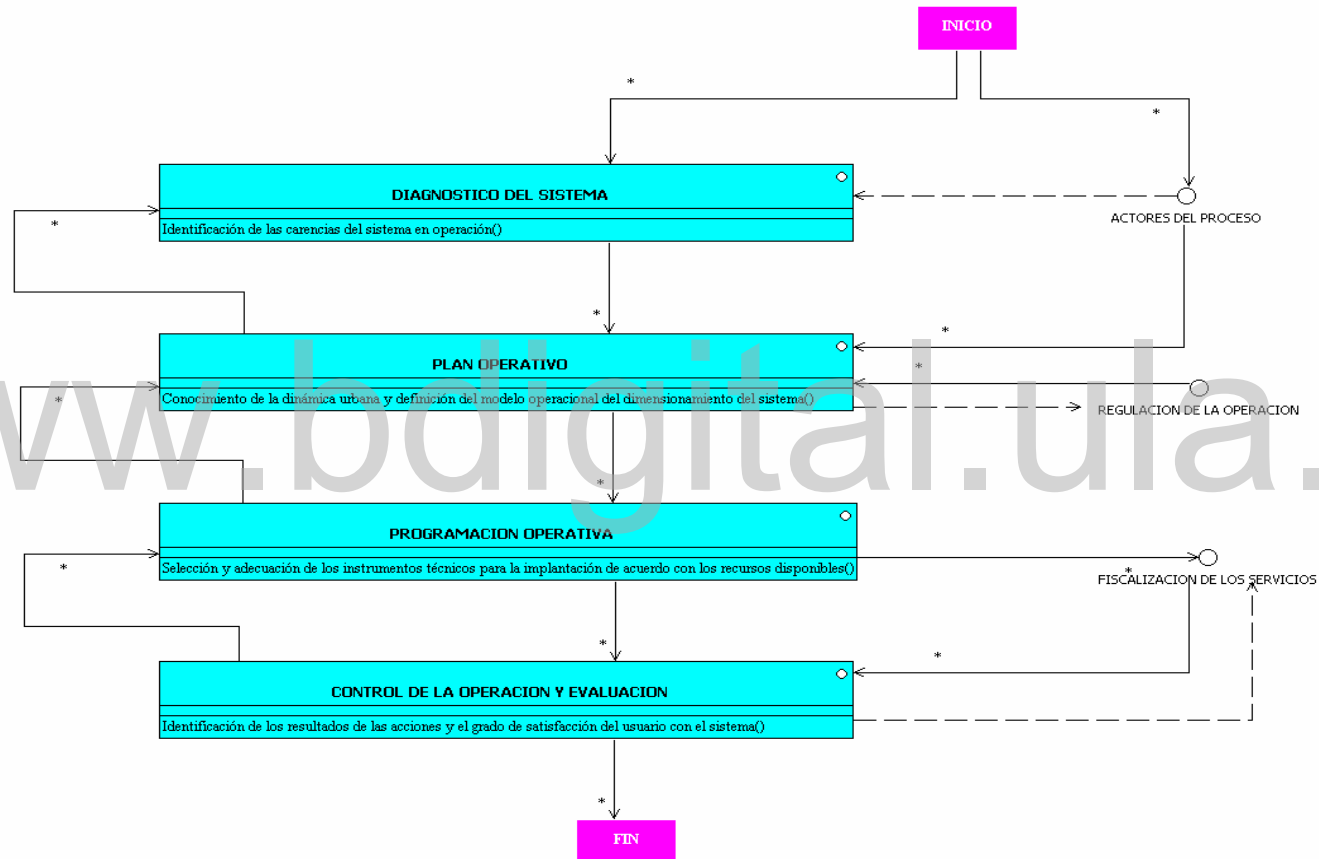 INICIO
*
*
DIAGNOSTICO DEL SISTEMA
Identificación de las carencias del sistema en operación()
ACTORES DEL PROCESO
*
*
*
PLAN OPERATIVO
*
Conocimiento de la dinámica urbana y definición del modelo operacional del dimensionamiento del sistema()
REGULACION DE LA OPERACION
*
www.bdigital.ula.
*
PROGRAMACION OPERATIVA
Selección y adecuación de los instrumentos técnicos para la implantación de acuerdo con los recursos disponibles()
*
*
FISCALIZACION DE LOS SERVICIOS
*
*
CONTROL DE LA OPERACION Y EVALUACION
Identificación de los resultados de las acciones y el grado de satisfacción del usuario con el sistema()
*
FIN